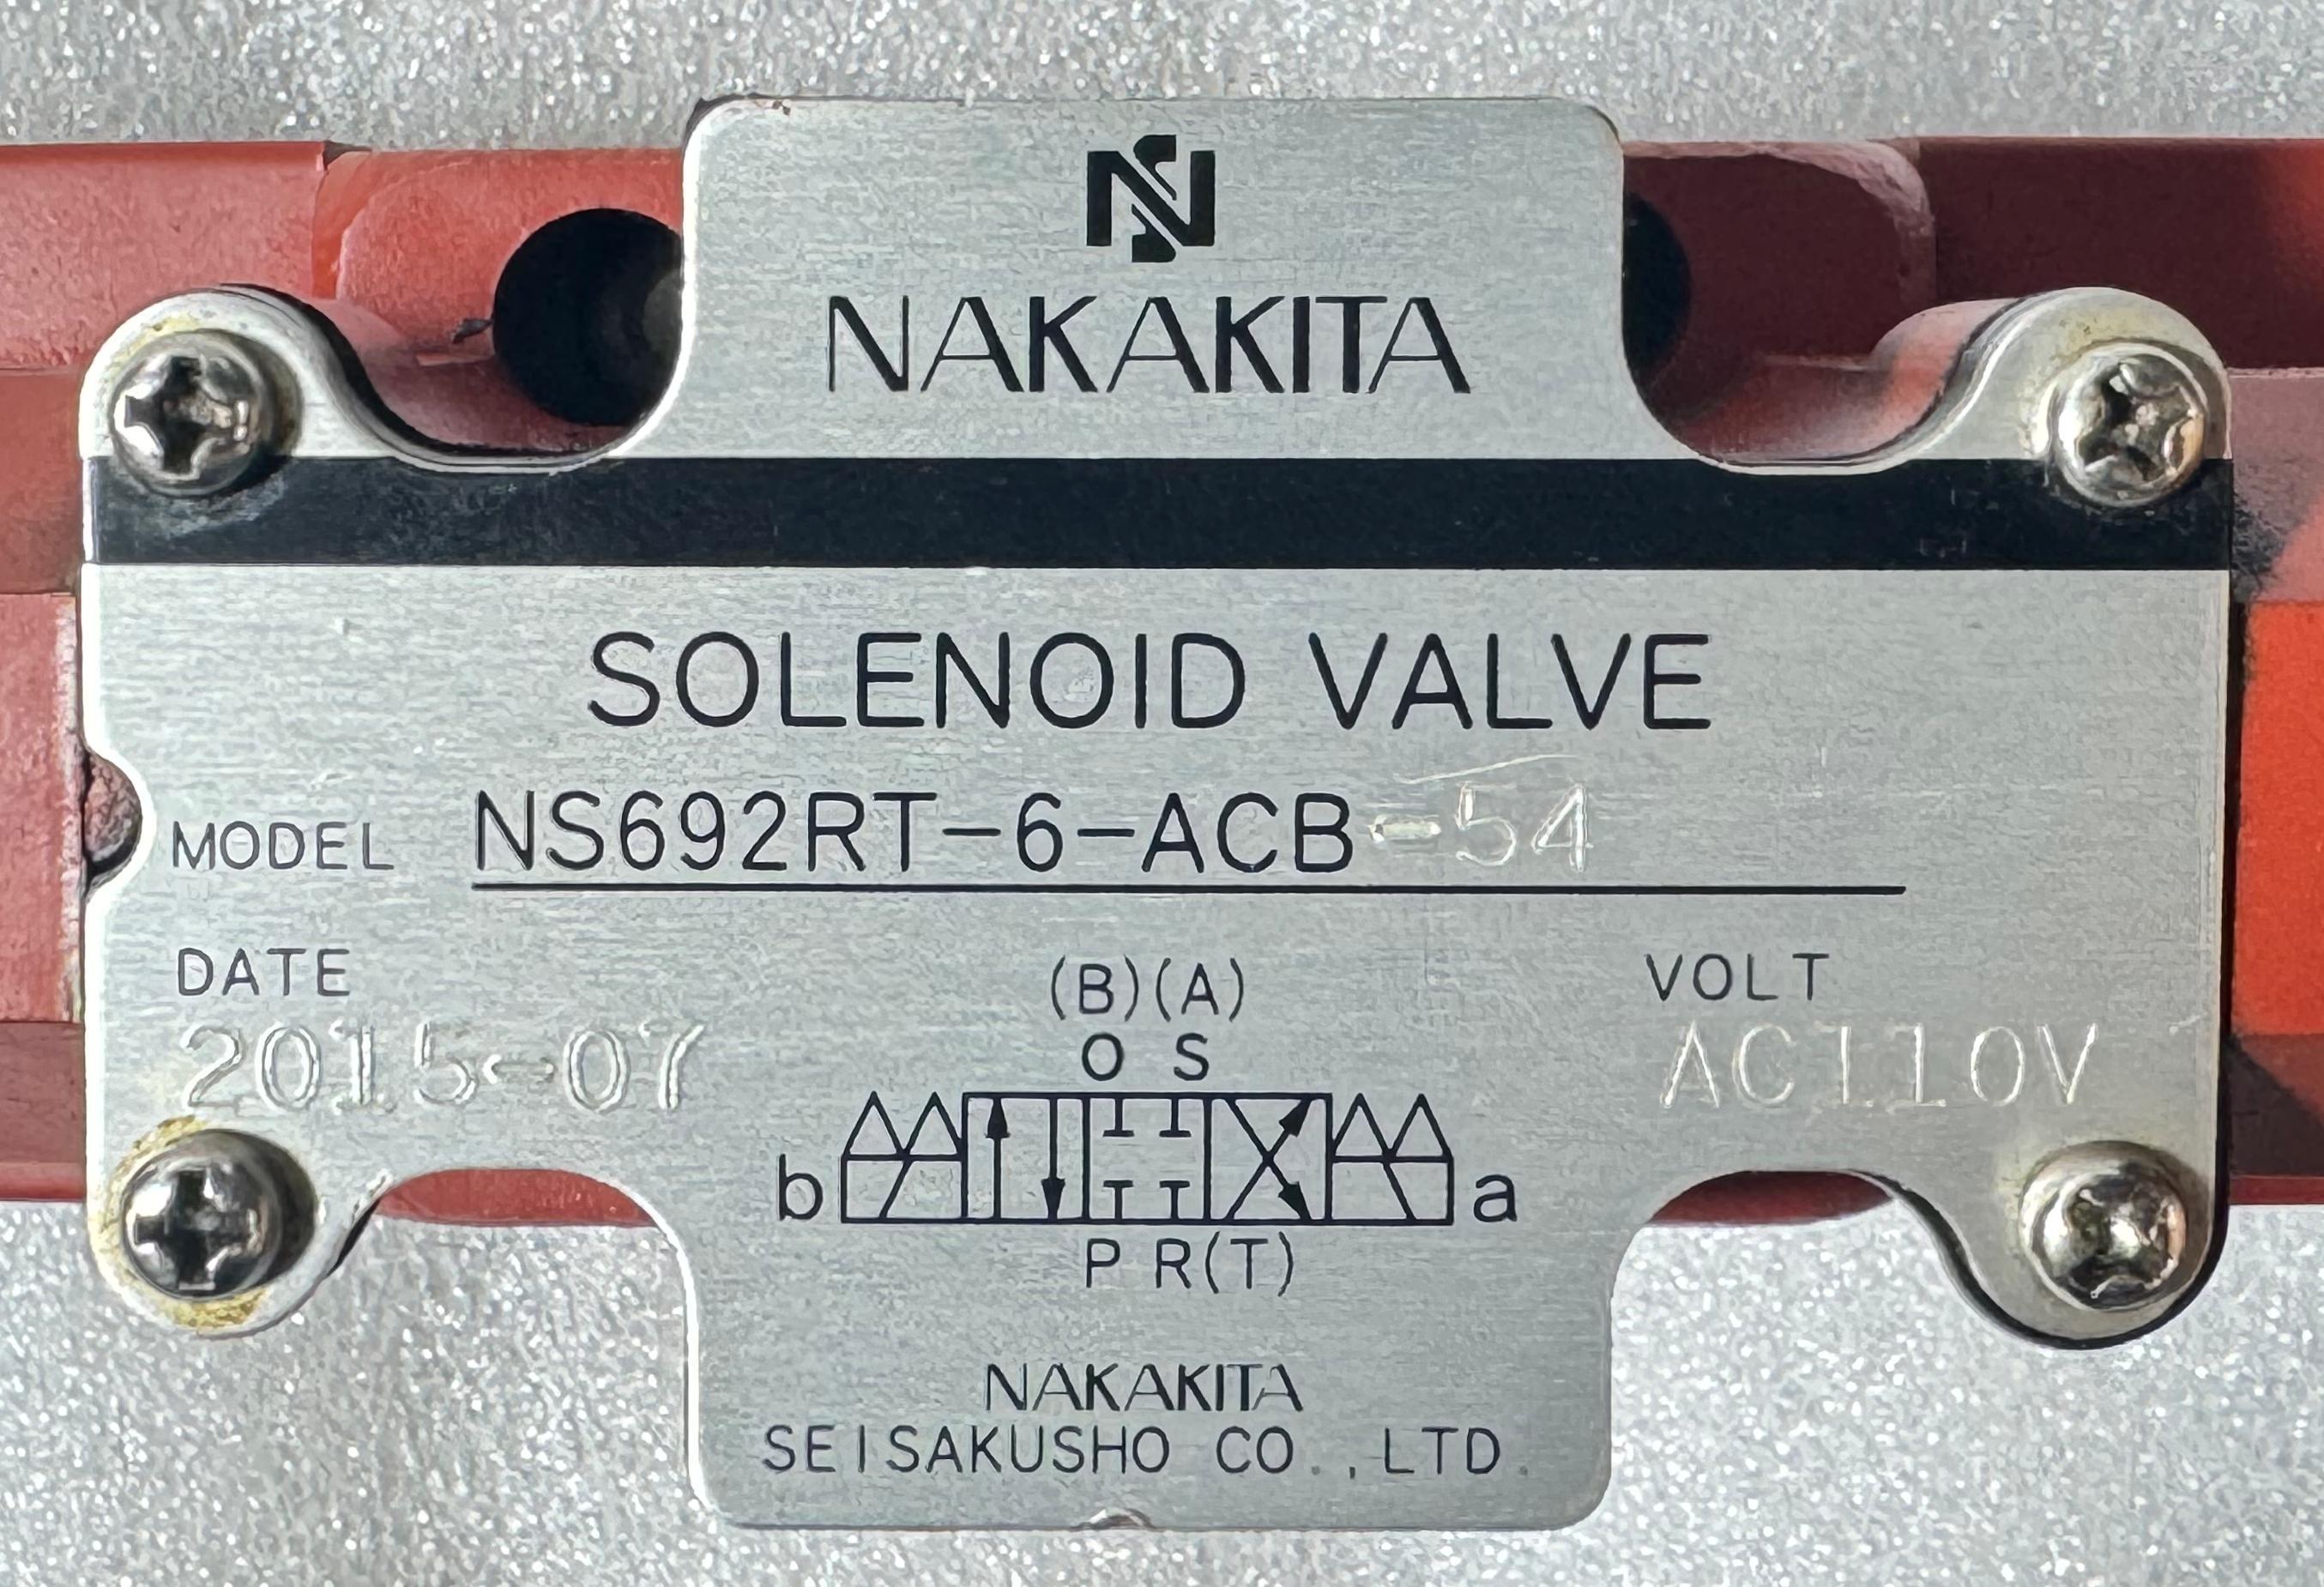 NAKAKITA
SOLENOID VALVE
MODEL NS692RT-6-ACB-54
DATE
2015-07
VOLT
AC110V
(B)(A)
O S
b a
P R(T)
NAKAKITA
SEISAKUSHO CO.,LTD.